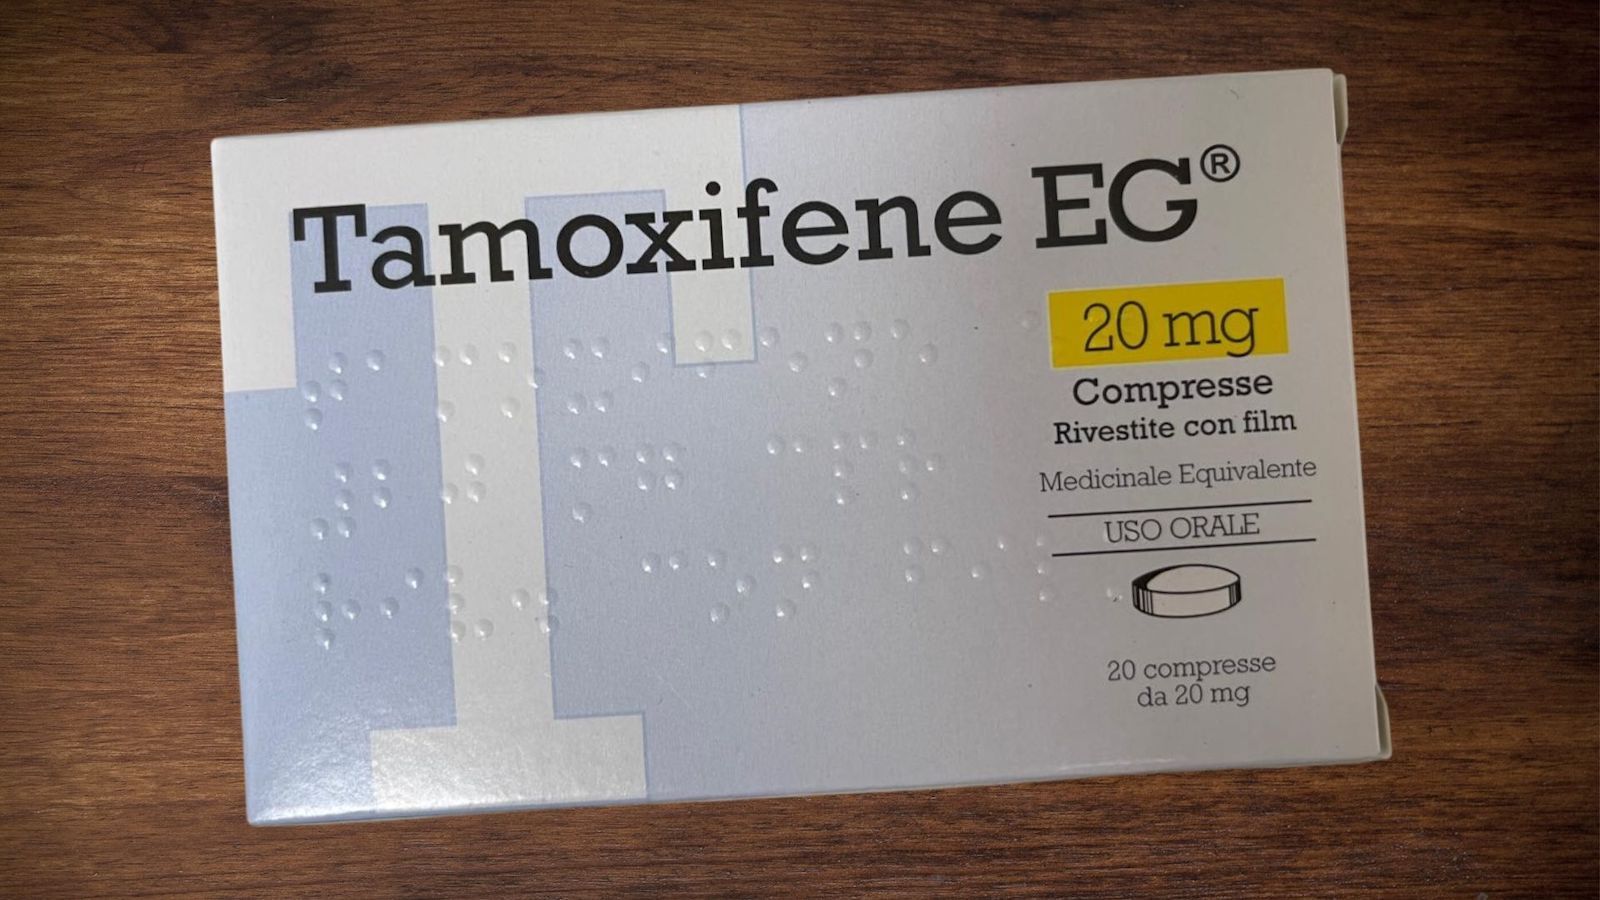 Tamoxifene EG®
20 mg
Compresse
Rivestite con film
Medicinale Equivalente
USO ORALE
20 compresse
da 20 mg